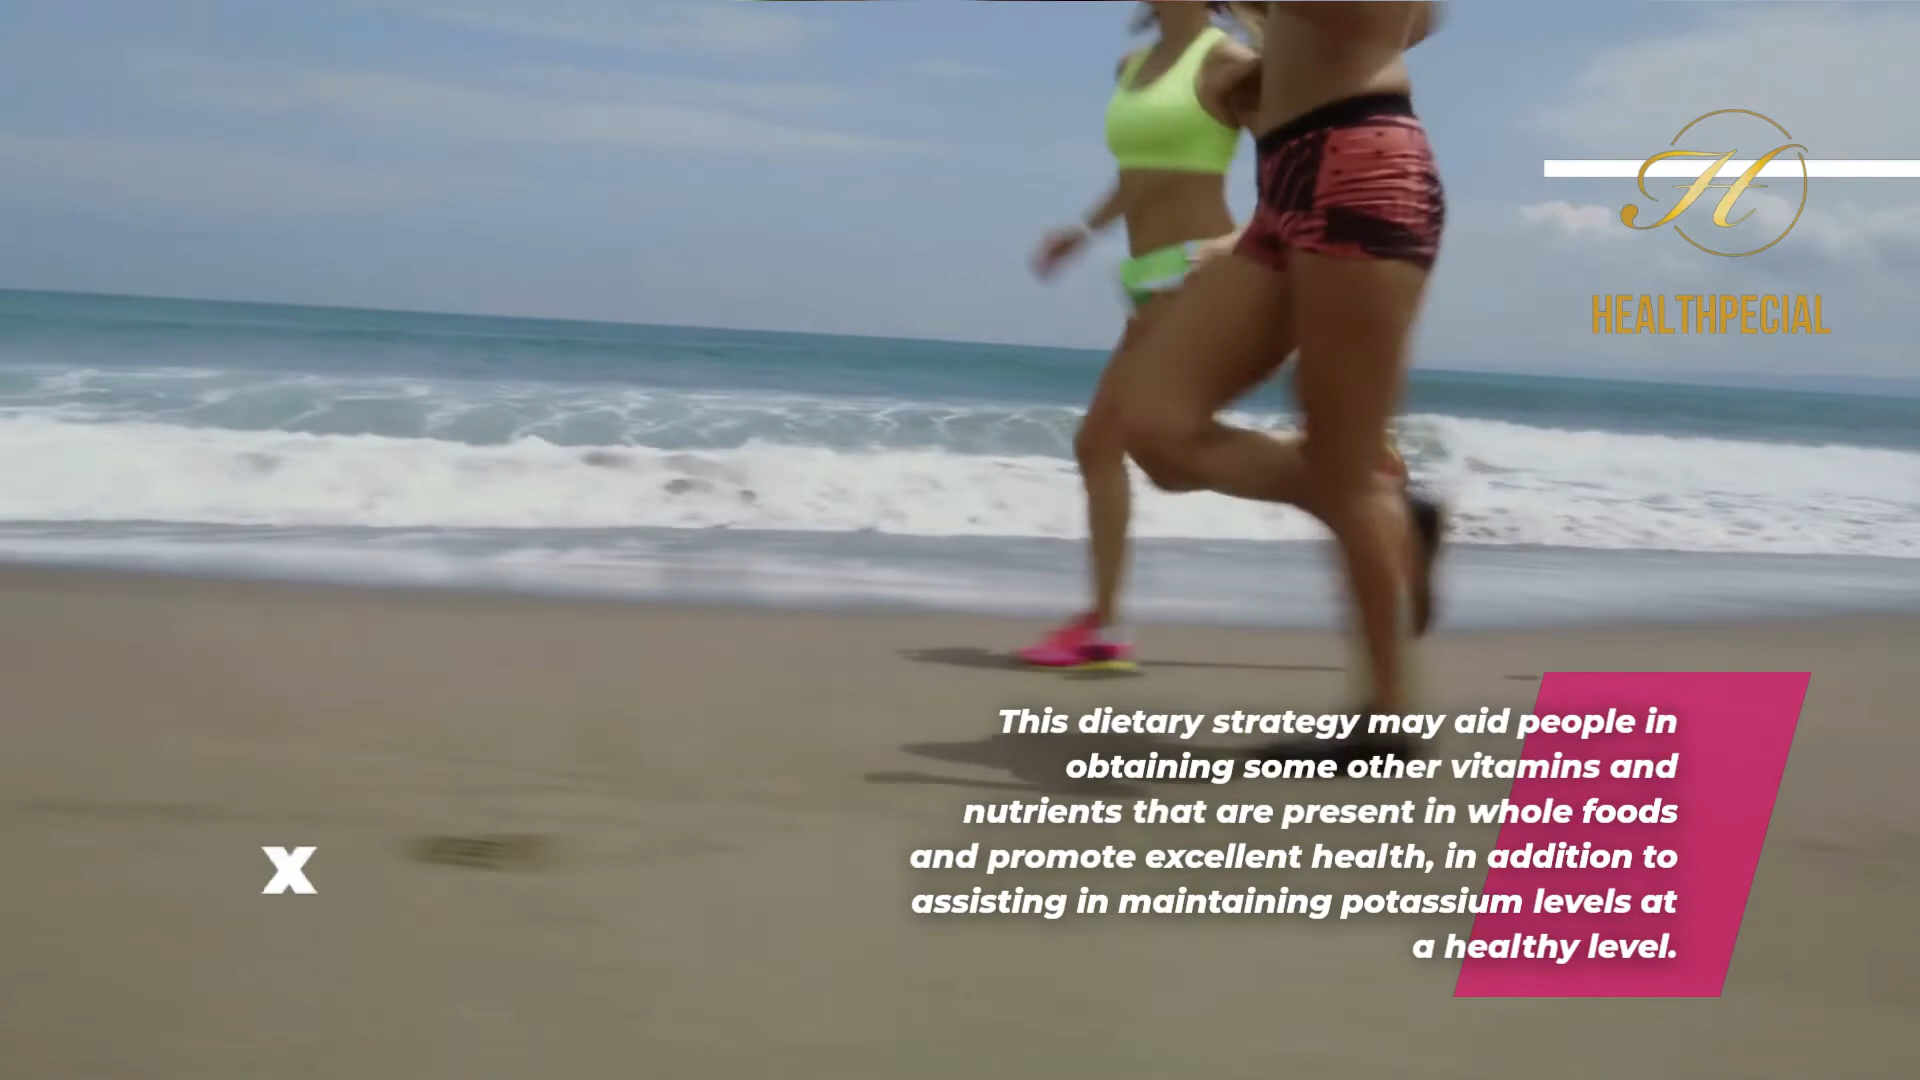 H
HEALTHPECIAL
This dietary strategy may aid people in
obtaining some other vitamins and
nutrients that are present in whole foods
and promote excellent health, in addition to
assisting in maintaining potassium levels at
a healthy level.
X